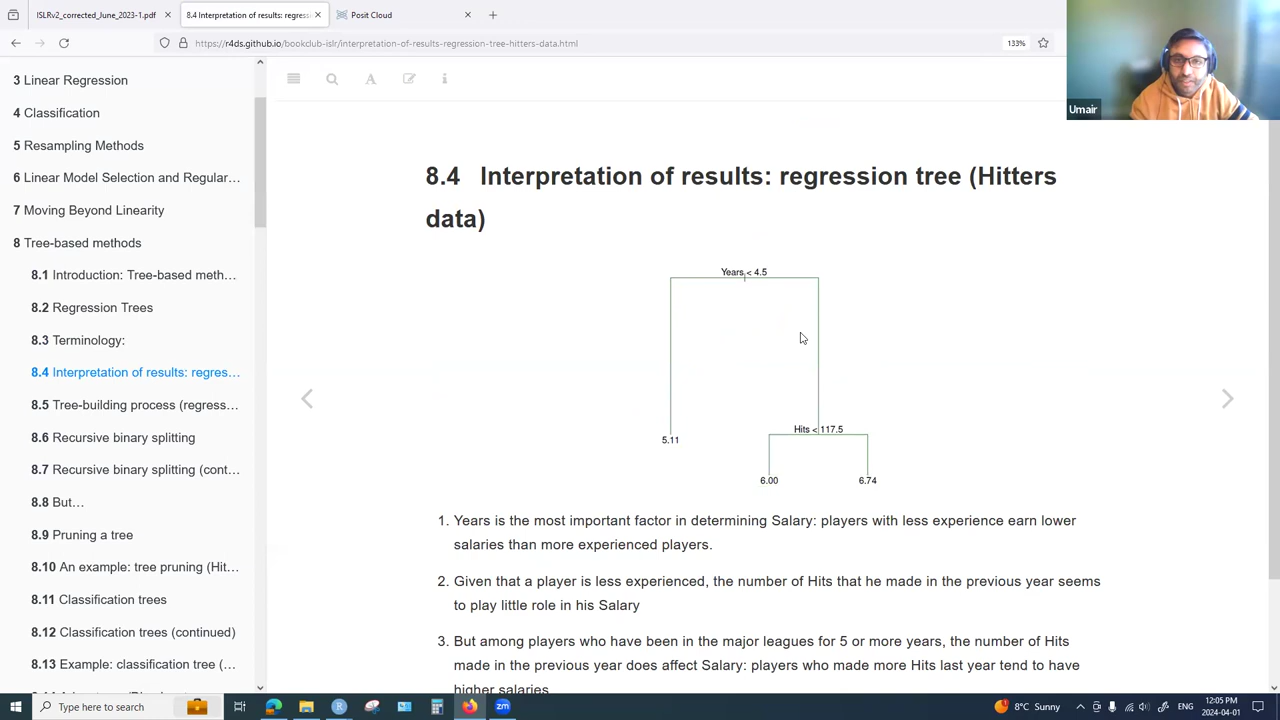 ISLRv2_corrected_June_2023-1.pdf
8.4 Interpretation of results: regress
Posit Cloud
https://r4ds.github.io/bookclub-islr/interpretation-of-results-regression-tree-hitters-data.html
133%
Umair
3 Linear Regression
4 Classification
5 Resampling Methods
6 Linear Model Selection and Regular…
7 Moving Beyond Linearity
8 Tree-based methods
8.1 Introduction: Tree-based meth…
8.2 Regression Trees
8.3 Terminology:
8.4 Interpretation of results: regres…
8.5 Tree-building process (regress…
8.6 Recursive binary splitting
8.7 Recursive binary splitting (cont…
8.8 But…
8.9 Pruning a tree
8.10 An example: tree pruning (Hit…
8.11 Classification trees
8.12 Classification trees (continued)
8.13 Example: classification tree (…
8.4 Interpretation of results: regression tree (Hitters
data)
Years < 4.5
5.11
Hits < 117.5
6.00
6.74
1. Years is the most important factor in determining Salary: players with less experience earn lower
salaries than more experienced players.
2. Given that a player is less experienced, the number of Hits that he made in the previous year seems
to play little role in his Salary
3. But among players who have been in the major leagues for 5 or more years, the number of Hits
made in the previous year does affect Salary: players who made more Hits last year tend to have
higher salaries
Type here to search
8°C Sunny
ENG
12:05 PM
2024-04-01